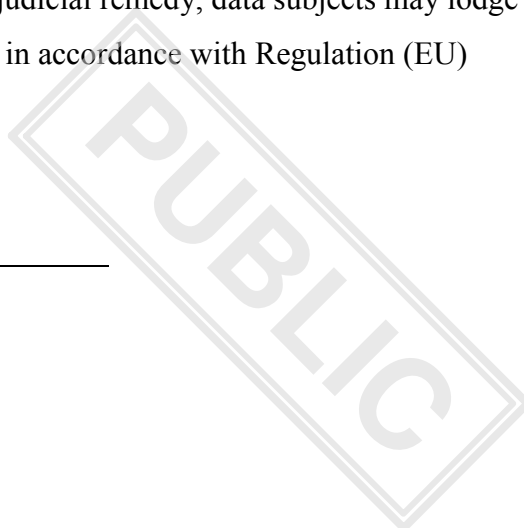 judicial remedy, data subjects may lodge
in accordance with Regulation (EU)
PUBLIC